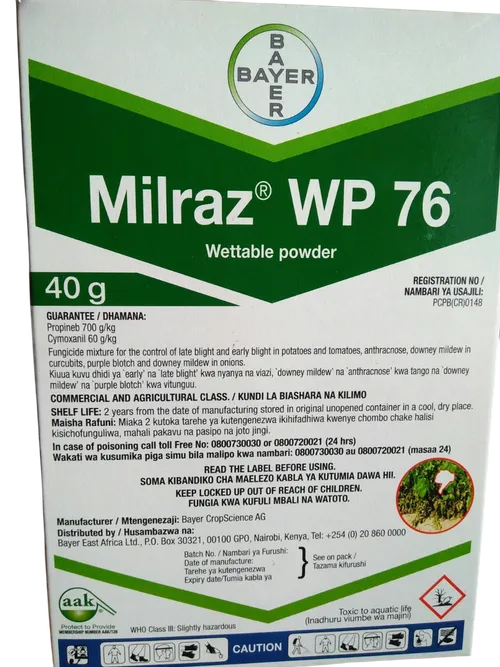 BAYER
BAYER
Milraz® WP 76
Wettable powder
40 g
REGISTRATION NO /
NAMBARI YA USAJILI:
PCPB(CR)0148
GUARANTEE / DHAMANA:
Propineb 700 g/kg
Cymoxanil 60 g/kg
Fungicide mixture for the control of late blight and early blight in potatoes and tomatoes, anthracnose, downey mildew in
curcubits, purple blotch and downey mildew in onions.
Kiuua kuvu dhidi ya `early' na `late blight' kwa nyanya na viazi, `downey mildew' na `anthracnose' kwa tango na `downey
mildew' na `purple blotch' kwa vitunguu.
COMMERCIAL AND AGRICULTURAL CLASS. / KUNDI LA BIASHARA NA KILIMO
SHELF LIFE: 2 years from the date of manufacturing stored in original unopened container in a cool, dry place.
Maisha Rafuni: Miaka 2 kutoka tarehe ya kutengenezwa ikihifadhiwa kwenye chombo chake halisi
kisichofunguliwa, mahali pakavu na pasipo na joto jingi.
In case of poisoning call toll Free No: 0800730030 or 0800720021 (24 hrs)
Wakati wa kusumika piga simu bila malipo kwa nambari: 0800730030 au 0800720021 (masaa 24)
READ THE LABEL BEFORE USING.
SOMA KIBANDIKO CHA MAELEZO KABLA YA KUTUMIA DAWA HII.
KEEP LOCKED UP OUT OF REACH OF CHILDREN.
FUNGIA KWA KUFULI MBALI NA WATOTO.
Manufacturer / Mtengenezaji: Bayer CropScience AG
Distributed by / Husambazwa na:
Bayer East Africa Ltd., P.O. Box 30321, 00100 GPO, Nairobi, Kenya, Tel: +254 (0) 20 860 0000
Batch No. / Nambari ya Furushi:
Date of manufacture:
Tarehe ya kutengenezwa
Expiry date/Tumia kabla ya
See on pack /
Tazama kifurushi
aak
Protect to Provide
MEMBERSHIP NUMBER AAK/128
WHO Class III: Slightly hazardous
Toxic to aquatic life
(Inadhuru viumbe wa majini)
CAUTION